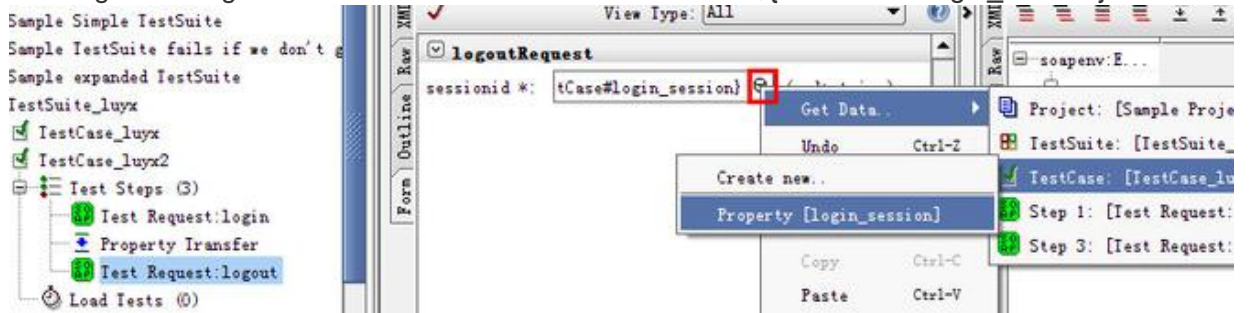 Sample Simple TestSuite
Sample TestSuite fails if we don't g
Sample expanded TestSuite
TestSuite_luyx
TestCase_luyx
TestCase_luyx2
Test Steps (3)
Test Request:login
Property Transfer
Test Request:logout
Load Tests (0)
XML
Raw
Outline
Form
View Type: All
logoutRequest
sessionid *: tCase#login_session}
XML
Raw
soapenv:E...
Get Data..
Undo Ctrl-Z
Copy Ctrl-C
Paste Ctrl-V
Project: [Sample Proje
TestSuite: [TestSuite_
TestCase: [TestCase_lu
Step 1: [Test Request:
Step 3: [Test Request:
Create new..
Property [login_session]